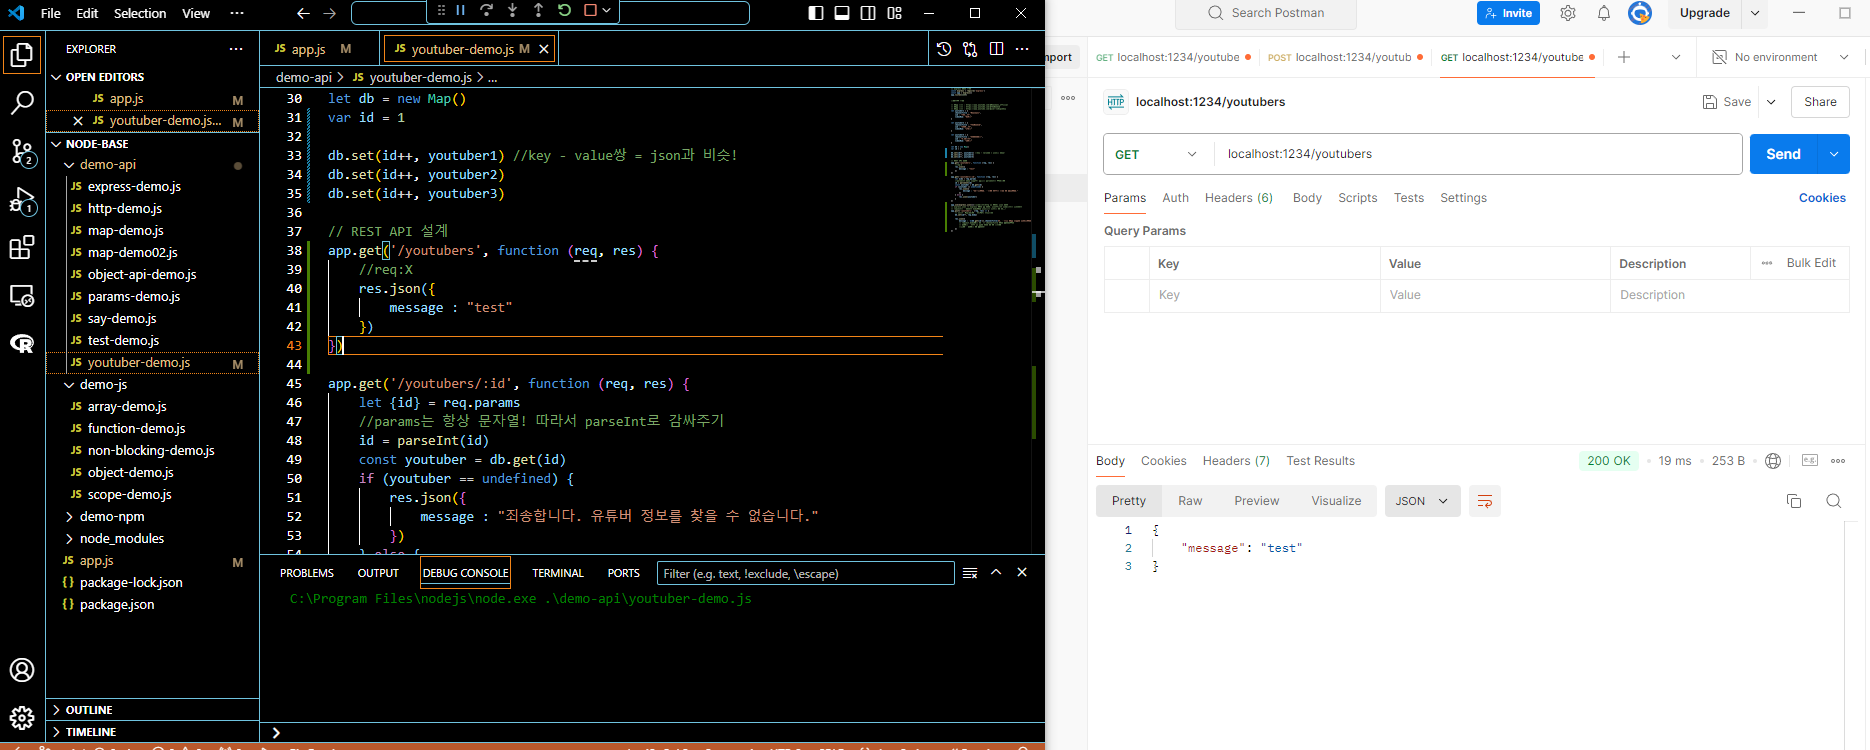 File Edit Selection View ...
EXPLORER ...
OPEN EDITORS
JS app.js M
JS youtuber-demo.js... M
NODE-BASE
demo-api
JS express-demo.js
JS http-demo.js
JS map-demo.js
JS map-demo02.js
JS object-api-demo.js
JS params-demo.js
JS say-demo.js
JS test-demo.js
JS youtuber-demo.js M
demo-js
JS array-demo.js
JS function-demo.js
JS non-blocking-demo.js
JS object-demo.js
JS scope-demo.js
demo-npm
node_modules
JS app.js M
{} package-lock.json
{} package.json
OUTLINE
TIMELINE
2
1
R
JS app.js M JS youtuber-demo.js M
demo-api > JS youtuber-demo.js > ...
30 let db = new Map()
31 var id = 1
32
33 db.set(id++, youtuber1) //key - value쌍 = json과 비슷!
34 db.set(id++, youtuber2)
35 db.set(id++, youtuber3)
36
37 // REST API 설계
38 app.get('/youtubers', function (req, res) {
39 //req:X
40 res.json({
41 message : "test"
42 })
43 })
44
45 app.get('/youtubers/:id', function (req, res) {
46 let {id} = req.params
47 //params는 항상 문자열! 따라서 parseInt로 감싸주기
48 id = parseInt(id)
49 const youtuber = db.get(id)
50 if (youtuber == undefined) {
51 res.json({
52 message : "죄송합니다. 유튜버 정보를 찾을 수 없습니다."
53 })
54 } else {
PROBLEMS OUTPUT DEBUG CONSOLE TERMINAL PORTS Filter (e.g. text, !exclude, \escape)
C:\Program Files\nodejs\node.exe .\demo-api\youtuber-demo.js
Search Postman Invite Upgrade
mport GET localhost:1234/youtube POST localhost:1234/youtub GET localhost:1234/youtube No environment
HTTP localhost:1234/youtubers Save Share
GET localhost:1234/youtubers Send
Params Auth Headers (6) Body Scripts Tests Settings Cookies
Query Params
Key Value Description Bulk Edit
Key Value Description
Body Cookies Headers (7) Test Results 200 OK 19 ms 253 B e.g.
Pretty Raw Preview Visualize JSON
1 {
2 "message": "test"
3 }